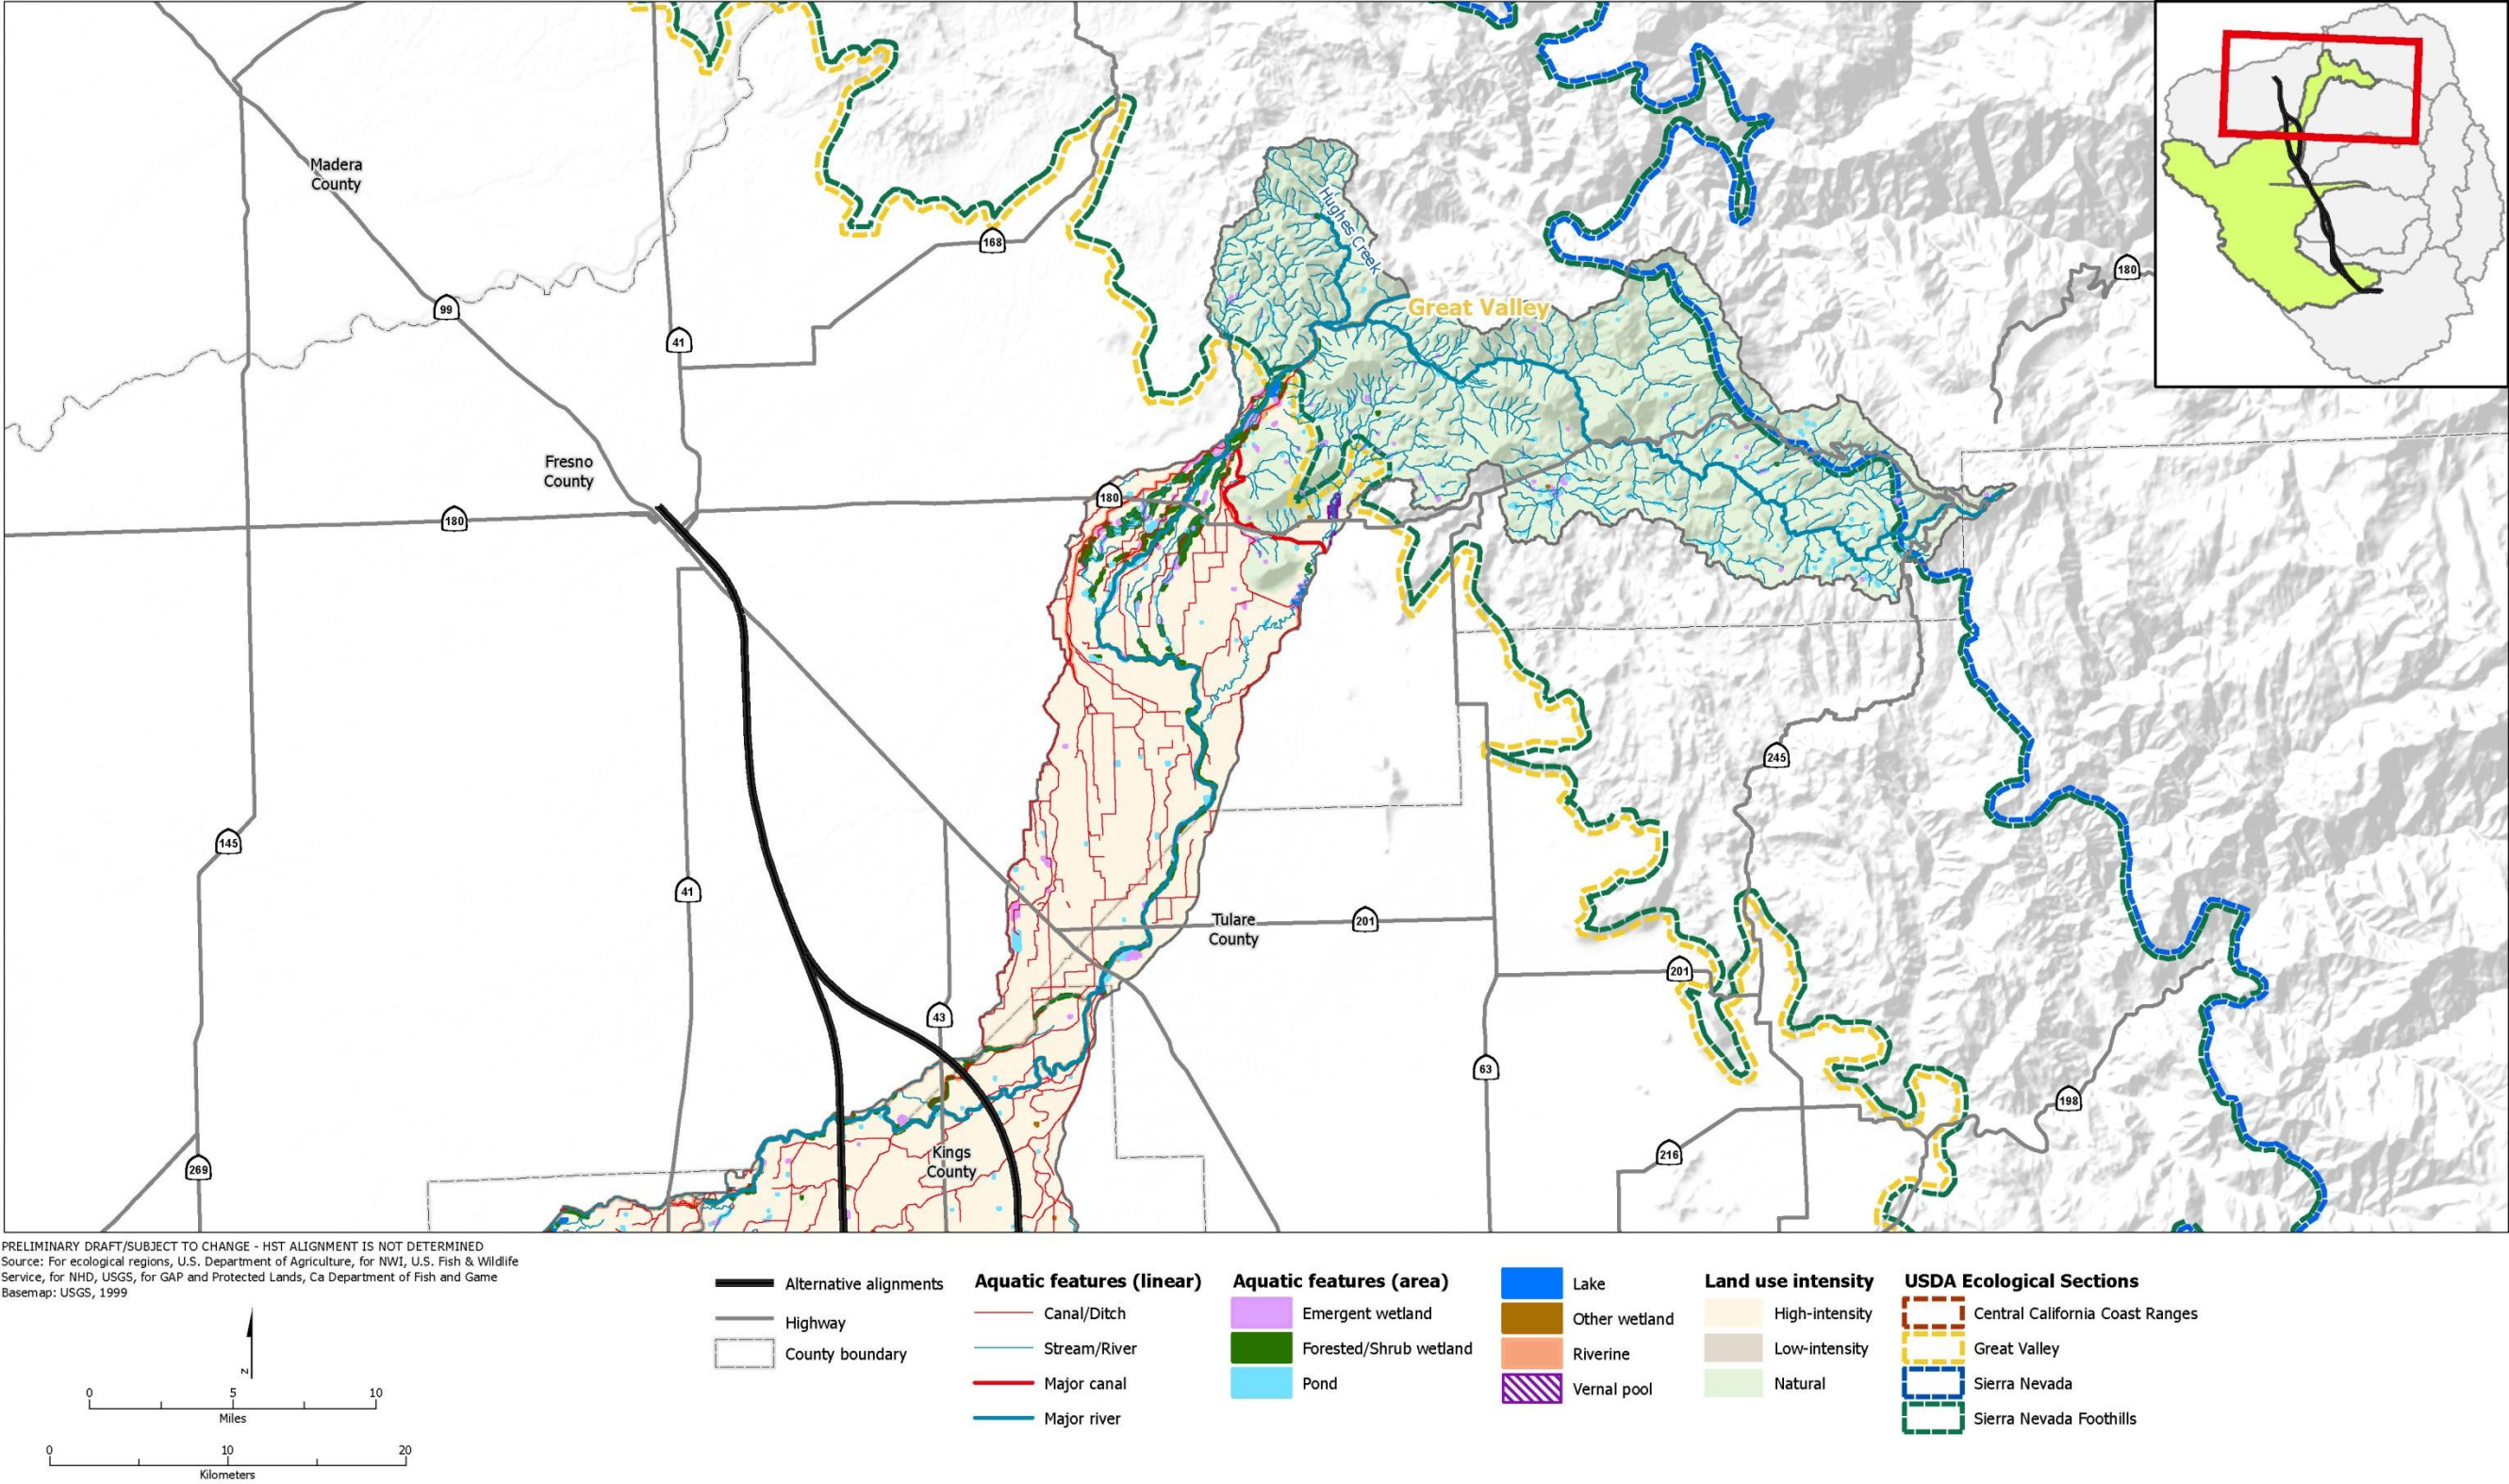 Madera
County
Hughes Creek
168
180
99
Great Valley
41
Fresno
County
180
180
245
145
41
Tulare
County
201
201
43
63
198
Kings
County
216
269
PRELIMINARY DRAFT/SUBJECT TO CHANGE - HST ALIGNMENT IS NOT DETERMINED
Source: For ecological regions, U.S. Department of Agriculture, for NWI, U.S. Fish & Wildlife
Service, for NHD, USGS, for GAP and Protected Lands, Ca Department of Fish and Game
Basemap: USGS, 1999
N
0 5 10
Miles
0 10 20
Kilometers
Alternative alignments
Highway
County boundary
Aquatic features (linear)
Canal/Ditch
Stream/River
Major canal
Major river
Aquatic features (area)
Emergent wetland
Forested/Shrub wetland
Pond
Lake
Other wetland
Riverine
Vernal pool
Land use intensity
High-intensity
Low-intensity
Natural
USDA Ecological Sections
Central California Coast Ranges
Great Valley
Sierra Nevada
Sierra Nevada Foothills